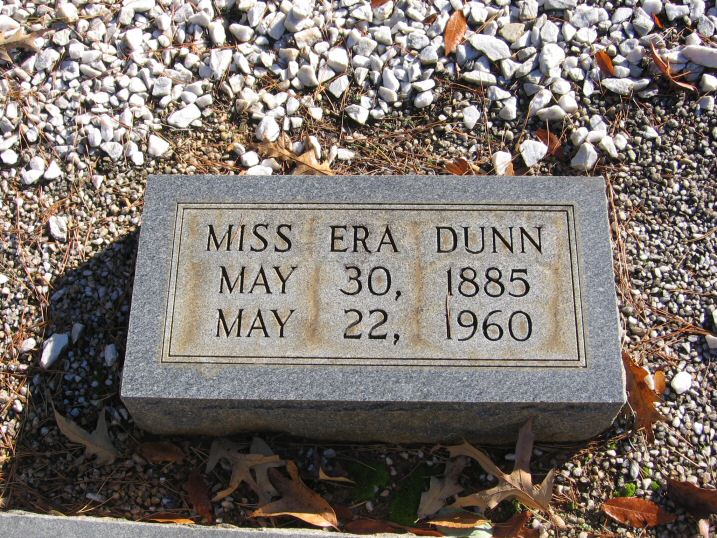 MISS ERA DUNN
MAY 30, 1885
MAY 22, 1960